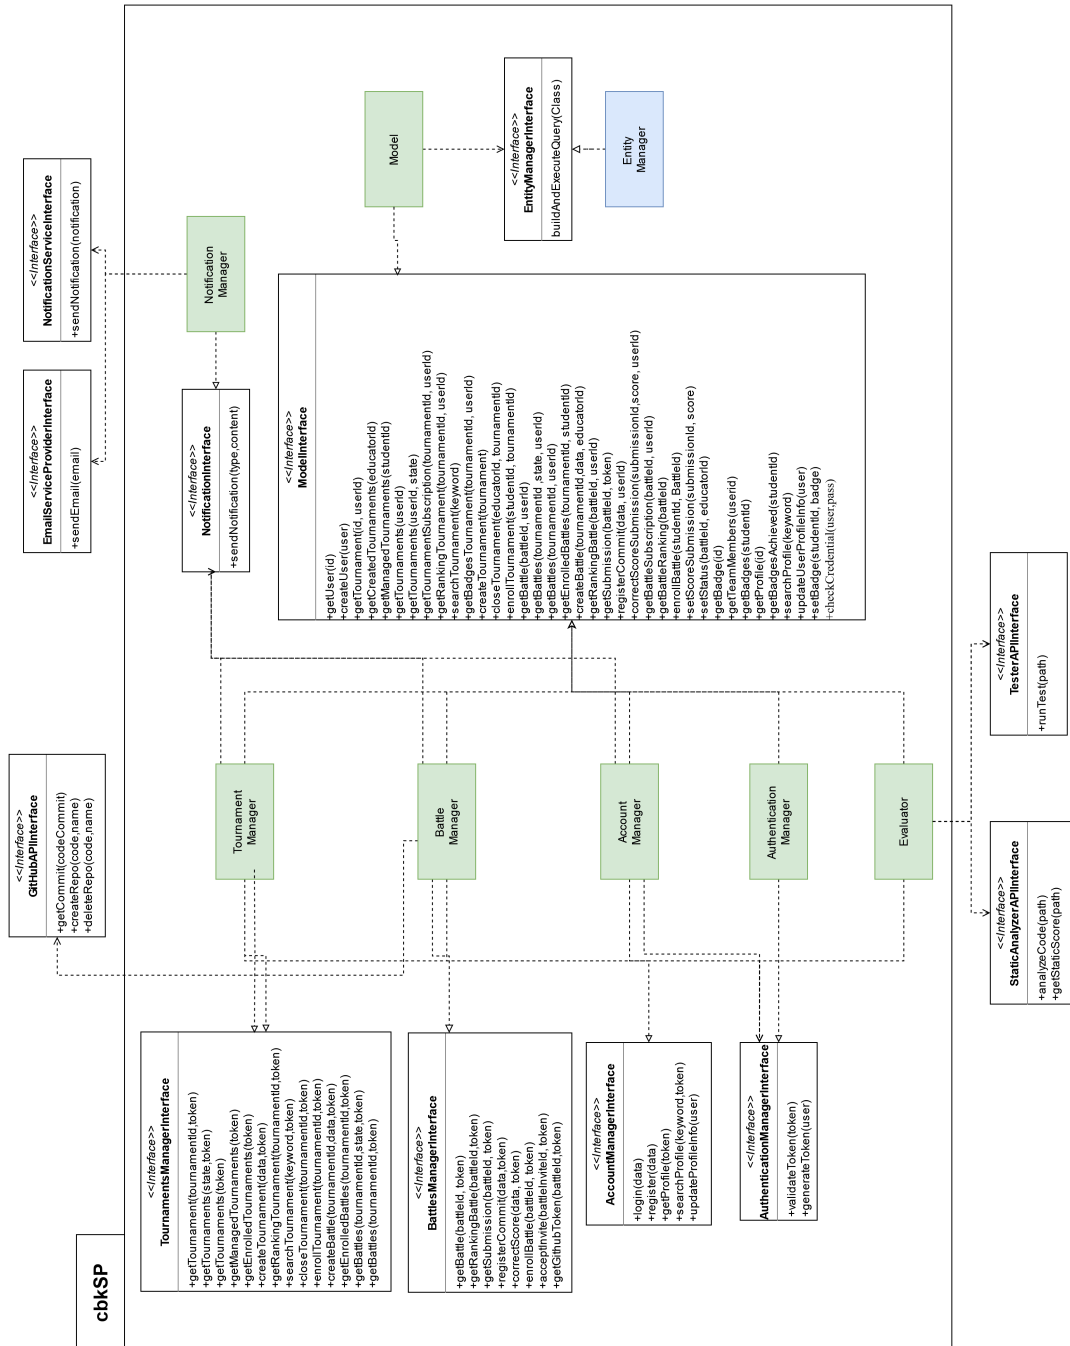 cbkSP
<<Interface>>
TournamentsManagerInterface
+getTournament(tournamentId,token)
+getTournaments(state,token)
+getTournaments(token)
+getManagedTournaments(token)
+getEnrolledTournaments(token)
+createTournament(data,token)
+getRankingTournament(tournamentId,token)
+searchTournament(keyword,token)
+closeTournament(tournamentId,token)
+enrollTournament(tournamentId,token)
+createBattle(tournamentId,data,token)
+getEnrolledBattles(tournamentId,token)
+getBattles(tournamentId,state,token)
+getBattles(tournamentId,token)
<<Interface>>
BattlesManagerInterface
+getBattle(battleId, token)
+getRankingBattle(battleId,token)
+getSubmission(battleId, token)
+registerCommit(data,token)
+correctScore(data, token)
+enrollBattle(battleId, token)
+acceptInvite(battleInviteId, token)
+getGithubToken(battleId,token)
<<Interface>>
AccountManagerInterface
+login(data)
+register(data)
+getProfile(token)
+searchProfile(keyword,token)
+updateProfileInfo(user)
<<Interface>>
AuthenticationManagerInterface
+validateToken(token)
+generateToken(user)
<<Interface>>
GitHubAPIInterface
+getCommit(codeCommit)
+createRepo(code,name)
+deleteRepo(code,name)
Tournament
Manager
Battle
Manager
Account
Manager
Authentication
Manager
Evaluator
<<Interface>>
StaticAnalyzerAPIInterface
+analyzeCode(path)
+getStaticScore(path)
<<Interface>>
TesterAPIInterface
+runTest(path)
<<Interface>>
EmailServiceProviderInterface
+sendEmail(email)
<<Interface>>
NotificationServiceInterface
+sendNotification(notification)
<<Interface>>
NotificationInterface
+sendNotification(type,content)
Notification
Manager
<<Interface>>
ModelInterface
+getUser(id)
+createUser(user)
+getTournament(id, userId)
+getCreatedTournaments(educatorId)
+getManagedTournaments(studentId)
+getTournaments(userId)
+getTournaments(userId, state)
+getTournamentSubscription(tournamentId, userId)
+getRankingTournament(tournamentId, userId)
+searchTournament(keyword)
+getBadgesTournament(tournamentId, userId)
+createTournament(tournament)
+closeTournament(educatorId, tournamentId)
+enrollTournament(studentId, tournamentId)
+getBattle(battleId, userId)
+getBattles(tournamentId ,state, userId)
+getBattles(tournamentId, userId)
+getEnrolledBattles(tournamentId, studentId)
+createBattle(tournamentId,data, educatorId)
+getRankingBattle(battleId, userId)
+getSubmission(battleId, token)
+registerCommit(data, userId)
+correctScoreSubmission(submissionId,score, userId)
+getBattleSubscription(battleId, userId)
+getBattleRanking(battleId)
+enrollBattle(studentId, BattleId)
+setScoreSubmission(submissionId, score)
+setStatus(battleId, educatorId)
+getBadge(id)
+getTeamMembers(userId)
+getBadges(studentId)
+getProfile(id)
+getBadgesAchieved(studentId)
+searchProfile(keyword)
+updateUserProfileInfo(user)
+setBadge(studentId, badge)
+checkCredential(user,pass)
Model
<<Interface>>
EntityManagerInterface
buildAndExecuteQuery(Class)
Entity
Manager